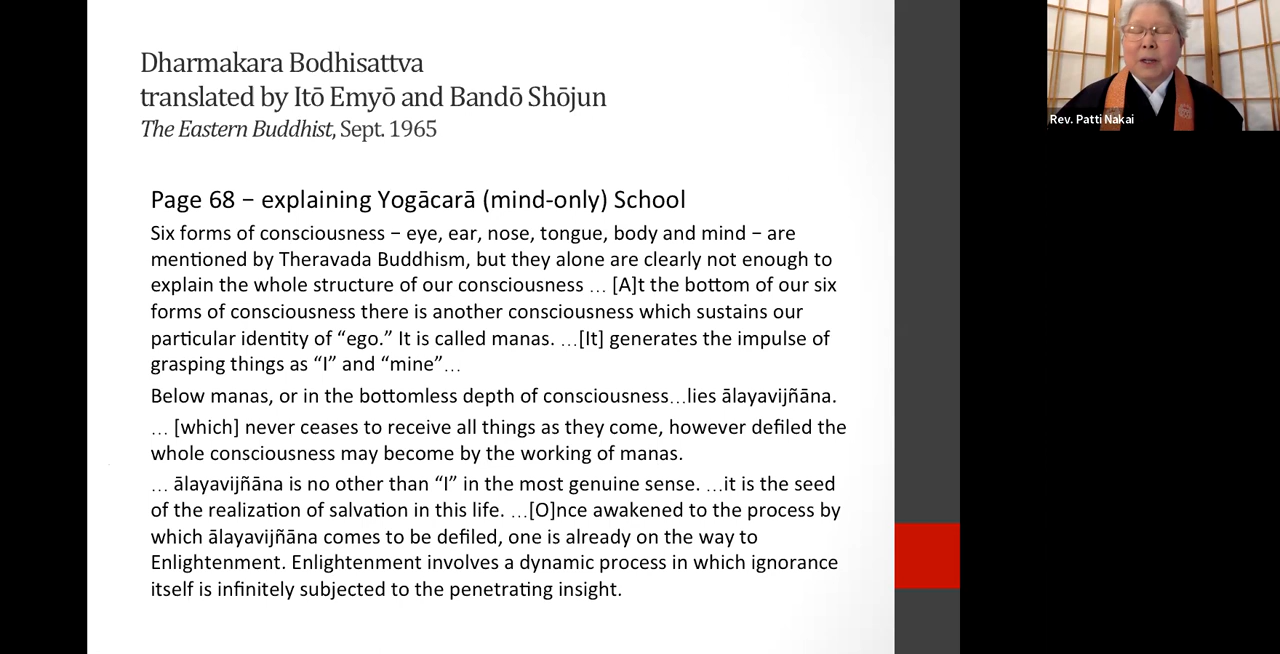 Dharmakara Bodhisattva
translated by Itō Emyō and Bandō Shōjun
The Eastern Buddhist, Sept. 1965
Rev. Patti Nakai
Page 68 – explaining Yogācarā (mind-only) School
Six forms of consciousness – eye, ear, nose, tongue, body and mind – are
mentioned by Theravada Buddhism, but they alone are clearly not enough to
explain the whole structure of our consciousness … [A]t the bottom of our six
forms of consciousness there is another consciousness which sustains our
particular identity of “ego.” It is called manas. …[It] generates the impulse of
grasping things as “I” and “mine”…
Below manas, or in the bottomless depth of consciousness…lies ālayavijñāna.
… [which] never ceases to receive all things as they come, however defiled the
whole consciousness may become by the working of manas.
… ālayavijñāna is no other than “I” in the most genuine sense. …it is the seed
of the realization of salvation in this life. …[O]nce awakened to the process by
which ālayavijñāna comes to be defiled, one is already on the way to
Enlightenment. Enlightenment involves a dynamic process in which ignorance
itself is infinitely subjected to the penetrating insight.